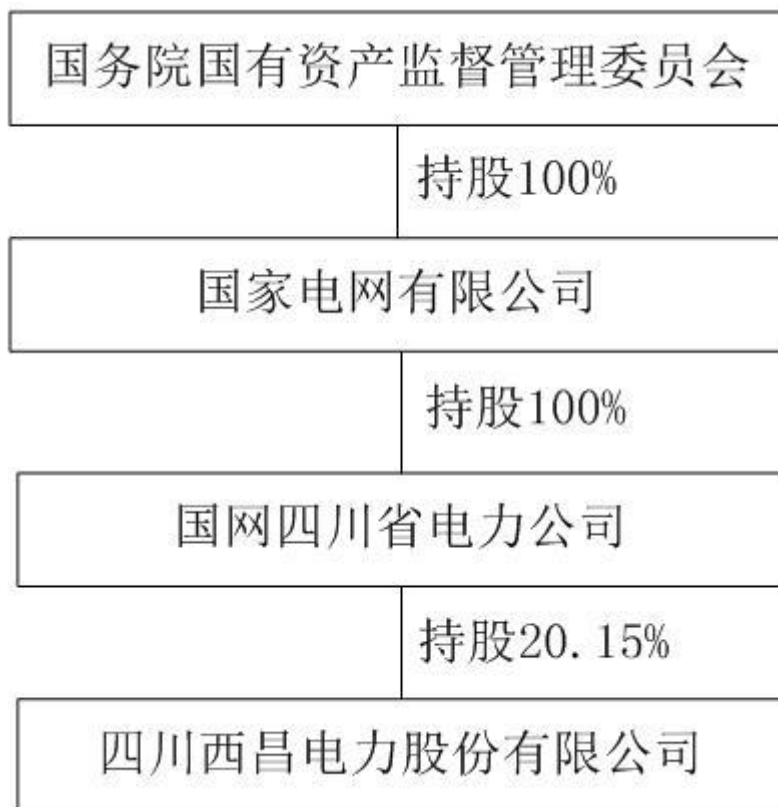 国务院国有资产监督管理委员会
持股100%
国家电网有限公司
持股100%
国网四川省电力公司
持股20.15%
四川西昌电力股份有限公司